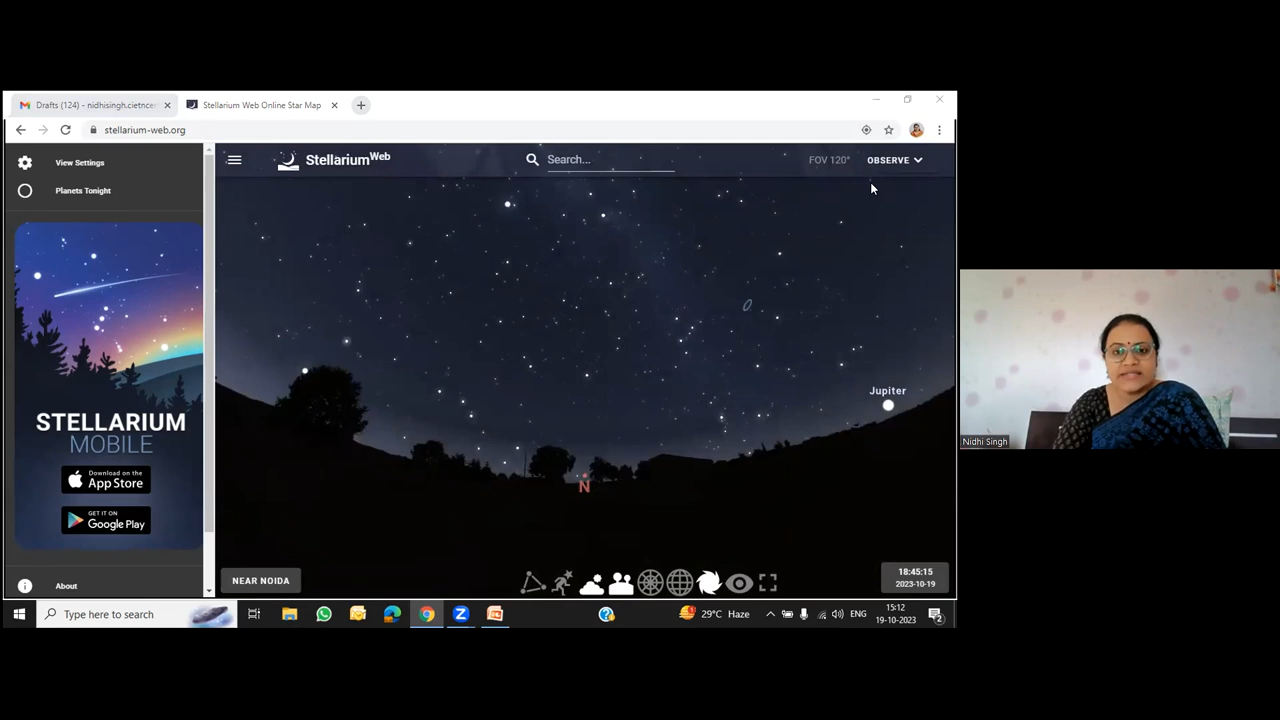 Drafts (124) - nidhisingh.cietncer
Stellarium Web Online Star Map
stellarium-web.org
View Settings
Planets Tonight
StellariumWeb
Search...
FOV 120°
OBSERVE
STELLARIUM
MOBILE
Download on the
App Store
GET IT ON
Google Play
Jupiter
Nidhi Singh
N
About
NEAR NOIDA
18:45:15
2023-10-19
Type here to search
29°C Haze
ENG
15:12
19-10-2023
2